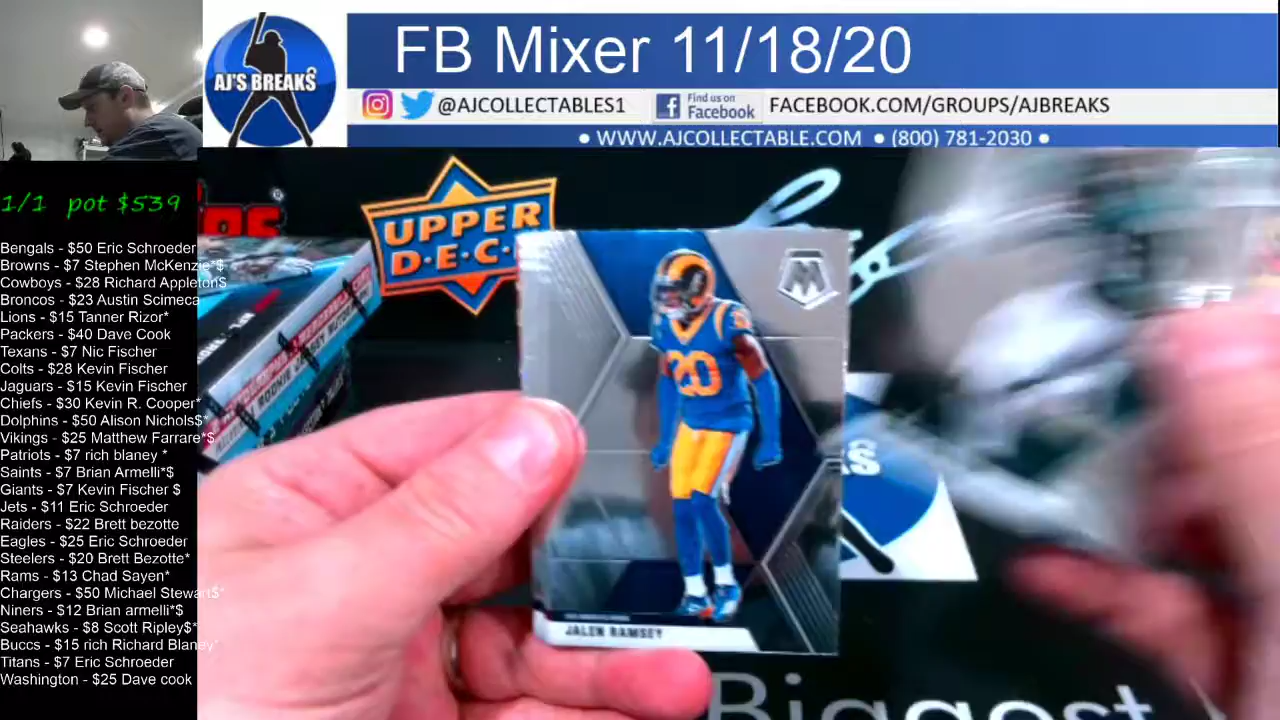 FB Mixer 11/18/20
AJ'S BREAKS
@AJCOLLECTABLES1 Find us on Facebook FACEBOOK.COM/GROUPS/AJBREAKS
● WWW.AJCOLLECTABLE.COM ● (800) 781-2030 ●
1/1 pot $539
Bengals - $50 Eric Schroeder
Browns - $7 Stephen McKenzie*$
Cowboys - $28 Richard Appleton$
Broncos - $23 Austin Scimeca
Lions - $15 Tanner Rizor*
Packers - $40 Dave Cook
Texans - $7 Nic Fischer
Colts - $28 Kevin Fischer
Jaguars - $15 Kevin Fischer
Chiefs - $30 Kevin R. Cooper*
Dolphins - $50 Alison Nichols$*
Vikings - $25 Matthew Farrare*$
Patriots - $7 rich blaney *
Saints - $7 Brian Armelli*$
Giants - $7 Kevin Fischer $
Jets - $11 Eric Schroeder
Raiders - $22 Brett bezotte
Eagles - $25 Eric Schroeder
Steelers - $20 Brett Bezotte*
Rams - $13 Chad Sayen*
Chargers - $50 Michael Stewart$*
Niners - $12 Brian armelli*$
Seahawks - $8 Scott Ripley$*
Buccs - $15 rich Richard Blaney*
Titans - $7 Eric Schroeder
Washington - $25 Dave cook
UPPER
D·E·C
M
20
JALEN RAMSEY
Biggest